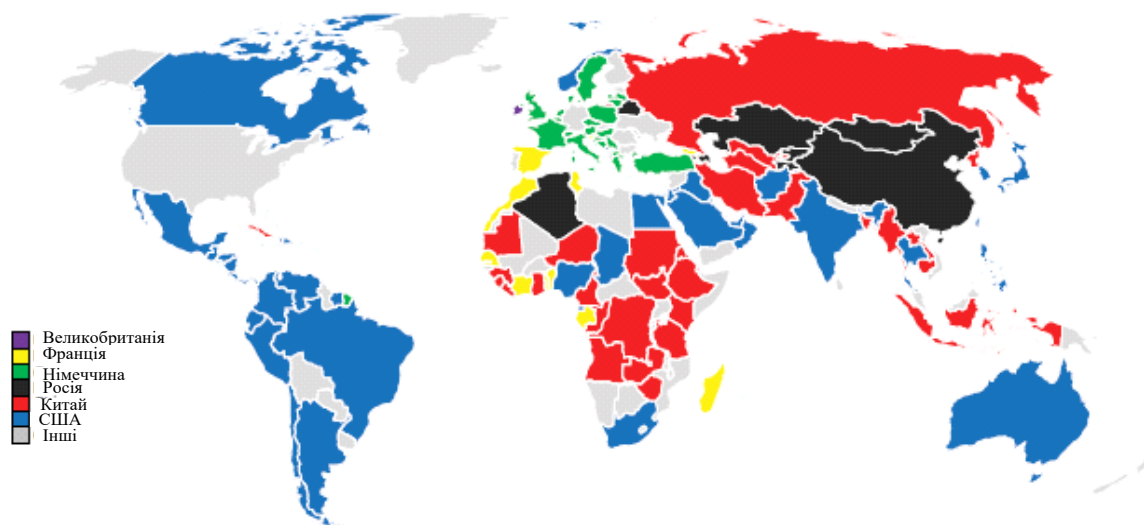 Великобританія
Франція
Німеччина
Росія
Китай
США
Інші